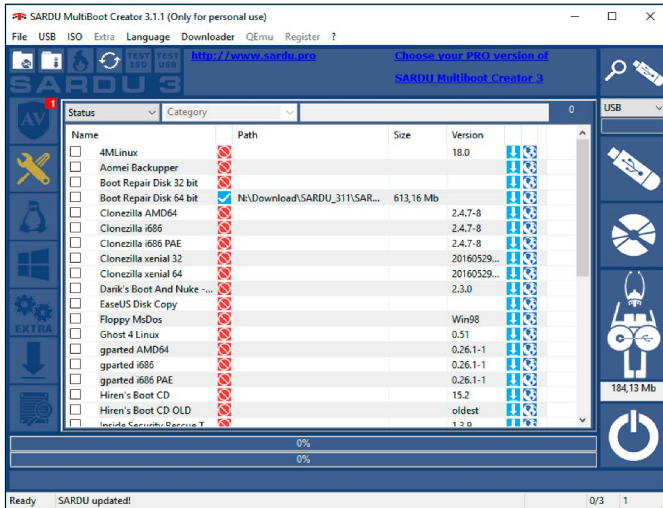 SARDU MultiBoot Creator 3.1.1 (Only for personal use)
File USB ISO Extra Language Downloader QEmu Register ?
TEST ISO TEST USB http://www.sardu.pro Choose your PRO version of
SARDU 3 SARDU Multiboot Creator 3
AV 1
Status Category 0 USB
Name Path Size Version
4MLinux 18.0
Aomei Backupper
Boot Repair Disk 32 bit
Boot Repair Disk 64 bit N:\Download\SARDU_311\SAR... 613,16 Mb
Clonezilla AMD64 2.4.7-8
Clonezilla i686 2.4.7-8
Clonezilla i686 PAE 2.4.7-8
Clonezilla xenial 32 20160529...
Clonezilla xenial 64 20160529...
Darik's Boot And Nuke -... 2.3.0
EaseUS Disk Copy
Floppy MsDos Win98
Ghost 4 Linux 0.51
gparted AMD64 0.26.1-1
gparted i686 0.26.1-1
gparted i686 PAE 0.26.1-1
Hiren's Boot CD 15.2
Hiren's Boot CD OLD oldest
Inside Security Rescue T... 1.3.9
EXTRA
184,13 Mb
0%
0%
Ready SARDU updated! 0/3 1